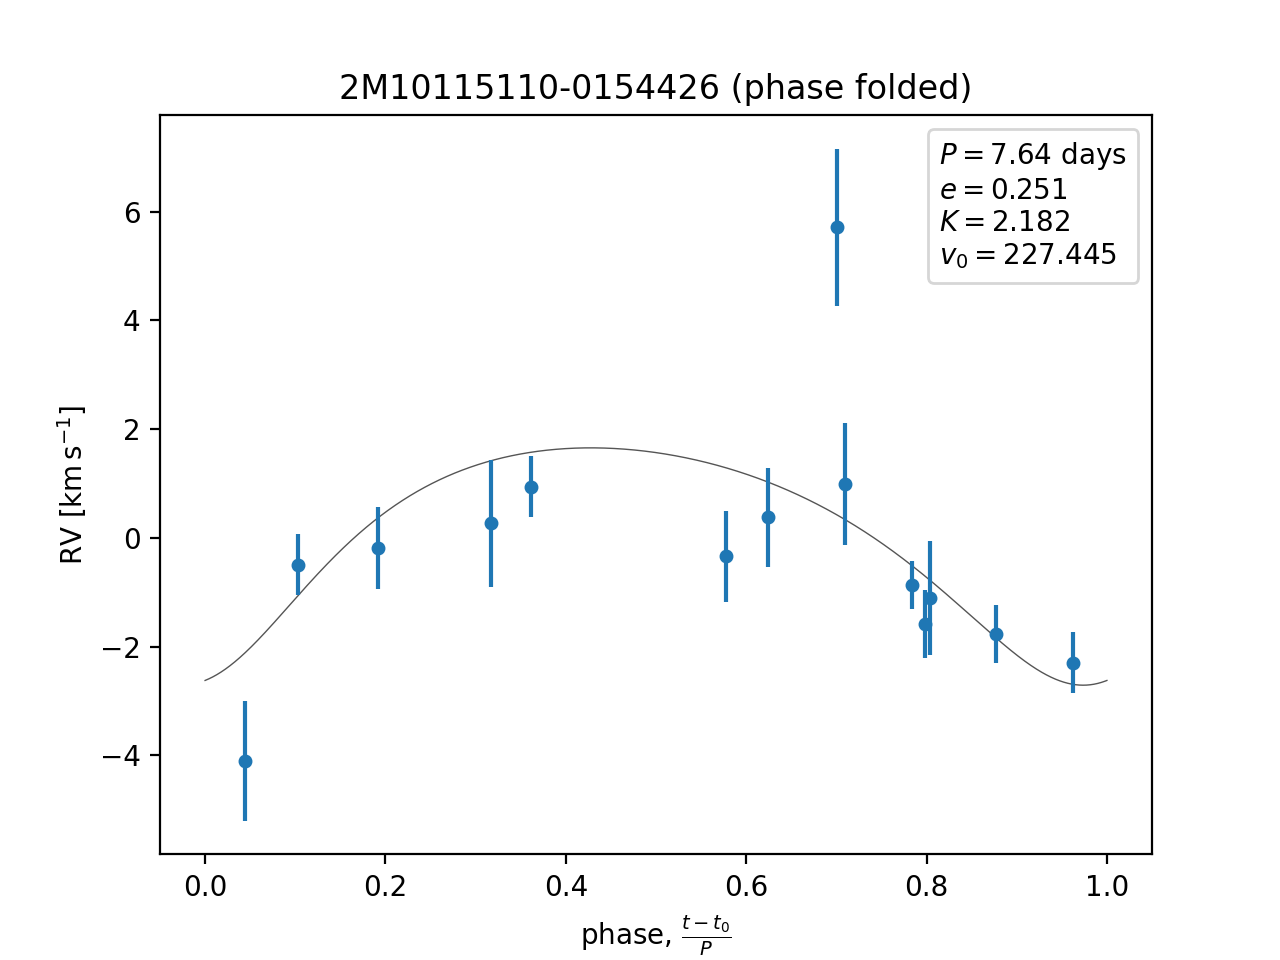 2M10115110-0154426 (phase folded)
P = 7.64 days
e = 0.251
K = 2.182
v₀ = 227.445
6
4
2
0
−2
−4
RV [km s⁻¹]
0.0 0.2 0.4 0.6 0.8 1.0
phase, (t − t₀)/P